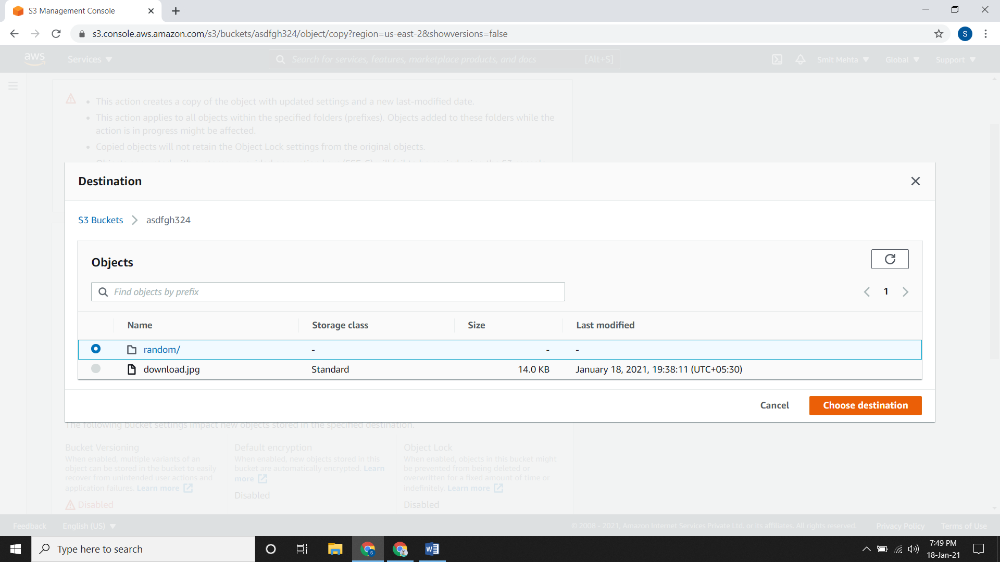 S3 Management Console
s3.console.aws.amazon.com/s3/buckets/asdfgh324/object/copy?region=us-east-2&showversions=false
S
aws
Services
Search for services, features, marketplace products, and docs
[Alt+S]
Smit Mehta
Global
Support
This action creates a copy of the object with updated settings and a new last-modified date.
This action applies to all objects within the specified folders (prefixes). Objects added to these folders while the
action is in progress might be affected.
Copied objects will not retain the Object Lock settings from the original objects.
Destination
S3 Buckets
asdfgh324
Objects
Find objects by prefix
1
Name
Storage class
Size
Last modified
random/
-
-
-
download.jpg
Standard
14.0 KB
January 18, 2021, 19:38:11 (UTC+05:30)
Cancel
Choose destination
The following bucket settings impact new objects stored in the specified destination.
Bucket Versioning
When enabled, multiple variants of an
object can be stored in the bucket to easily
recover from unintended user actions and
application failures. Learn more
Disabled
Default encryption
When enabled, new objects stored in this
bucket are automatically encrypted. Learn
more
Disabled
Object Lock
When enabled, objects in this bucket might
be prevented from being deleted or
overwritten for a fixed amount of time or
indefinitely. Learn more
Disabled
Feedback
English (US)
© 2008 - 2021, Amazon Internet Services Private Ltd. or its affiliates. All rights reserved.
Privacy Policy
Terms of Use
Type here to search
7:49 PM
18-Jan-21